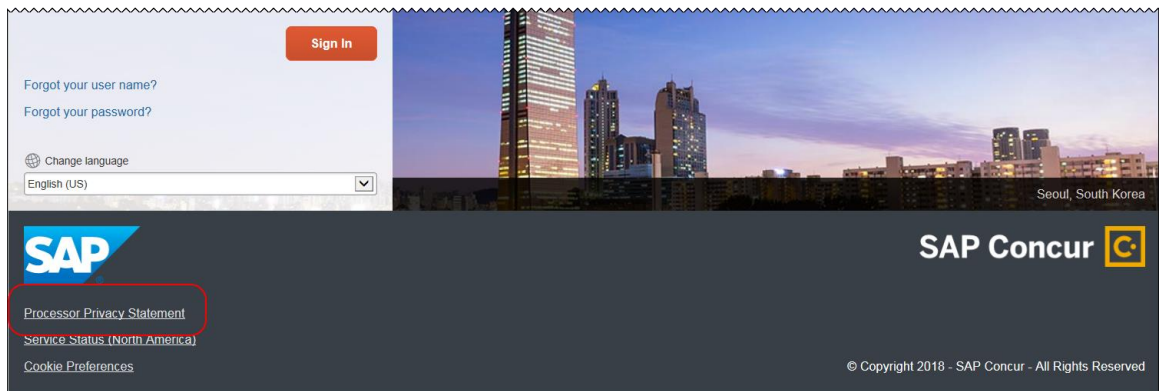 Sign In
Forgot your user name?
Forgot your password?
Change language
English (US)
Seoul, South Korea
SAP
SAP Concur C.
Processor Privacy Statement
Service Status (North America)
Cookie Preferences
© Copyright 2018 - SAP Concur - All Rights Reserved